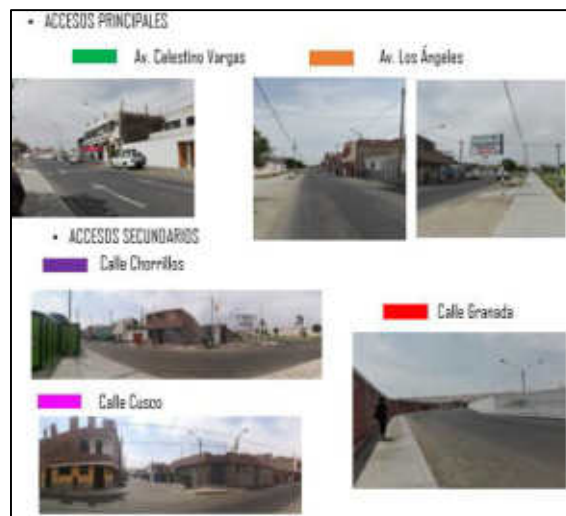 • ACCESOS PRINCIPALES
Av. Celestino Vargas
Av. Los Ángeles
• ACCESOS SECUNDARIOS
Calle Chorrillos
Calle Granada
Calle Cusco